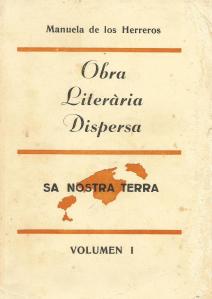 Manuela de los Herreros
Obra
Literària
Dispersa
SA NOSTRA TERRA
VOLUMEN I